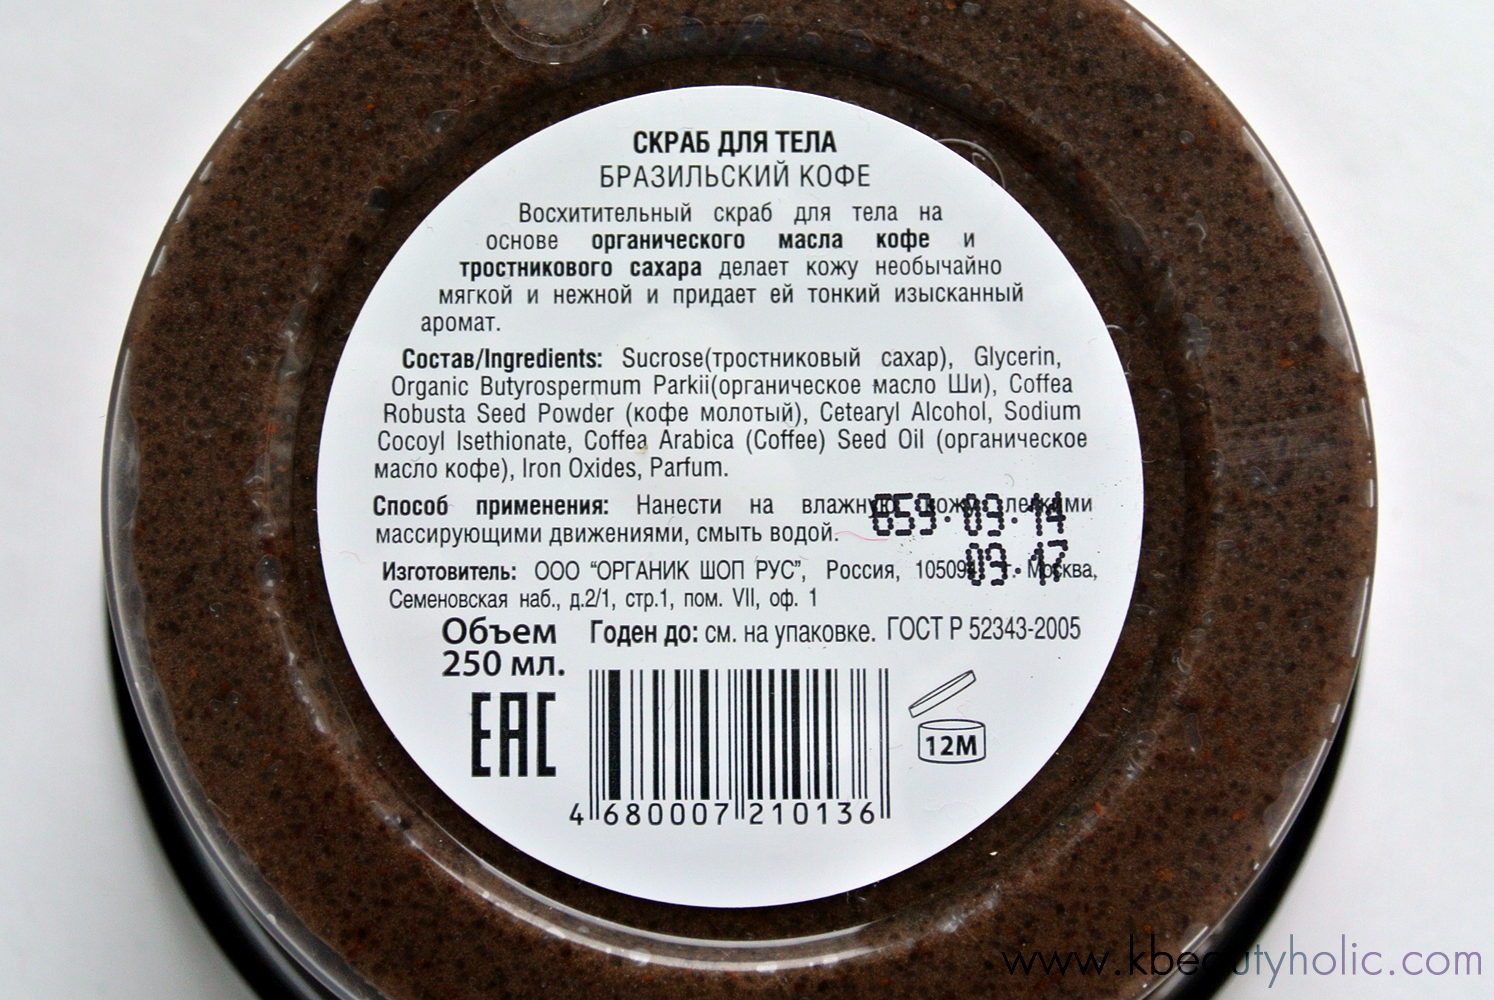 СКРАБ ДЛЯ ТЕЛА
БРАЗИЛЬСКИЙ КОФЕ
Восхитительный скраб для тела на
основе органического масла кофе и
тростникового сахара делает кожу необычайно
мягкой и нежной и придает ей тонкий изысканный
аромат.
Состав/Ingredients: Sucrose(тростниковый сахар), Glycerin,
Organic Butyrospermum Parkii(органическое масло Ши), Coffea
Robusta Seed Powder (кофе молотый), Cetearyl Alcohol, Sodium
Cocoyl Isethionate, Coffea Arabica (Coffee) Seed Oil (органическое
масло кофе), Iron Oxides, Parfum.
Способ применения: Нанести на влажную кожу легкими
массирующими движениями, смыть водой.
659·09·14
09·17
Изготовитель: ООО “ОРГАНИК ШОП РУС”, Россия, г. Москва,
Семеновская наб., д.2/1, стр.1, пом. VII, оф. 1
Объем
250 мл.
Годен до: см. на упаковке. ГОСТ Р 52343-2005
EAC
12M
4 680007 210136
www.kbeautyholic.com